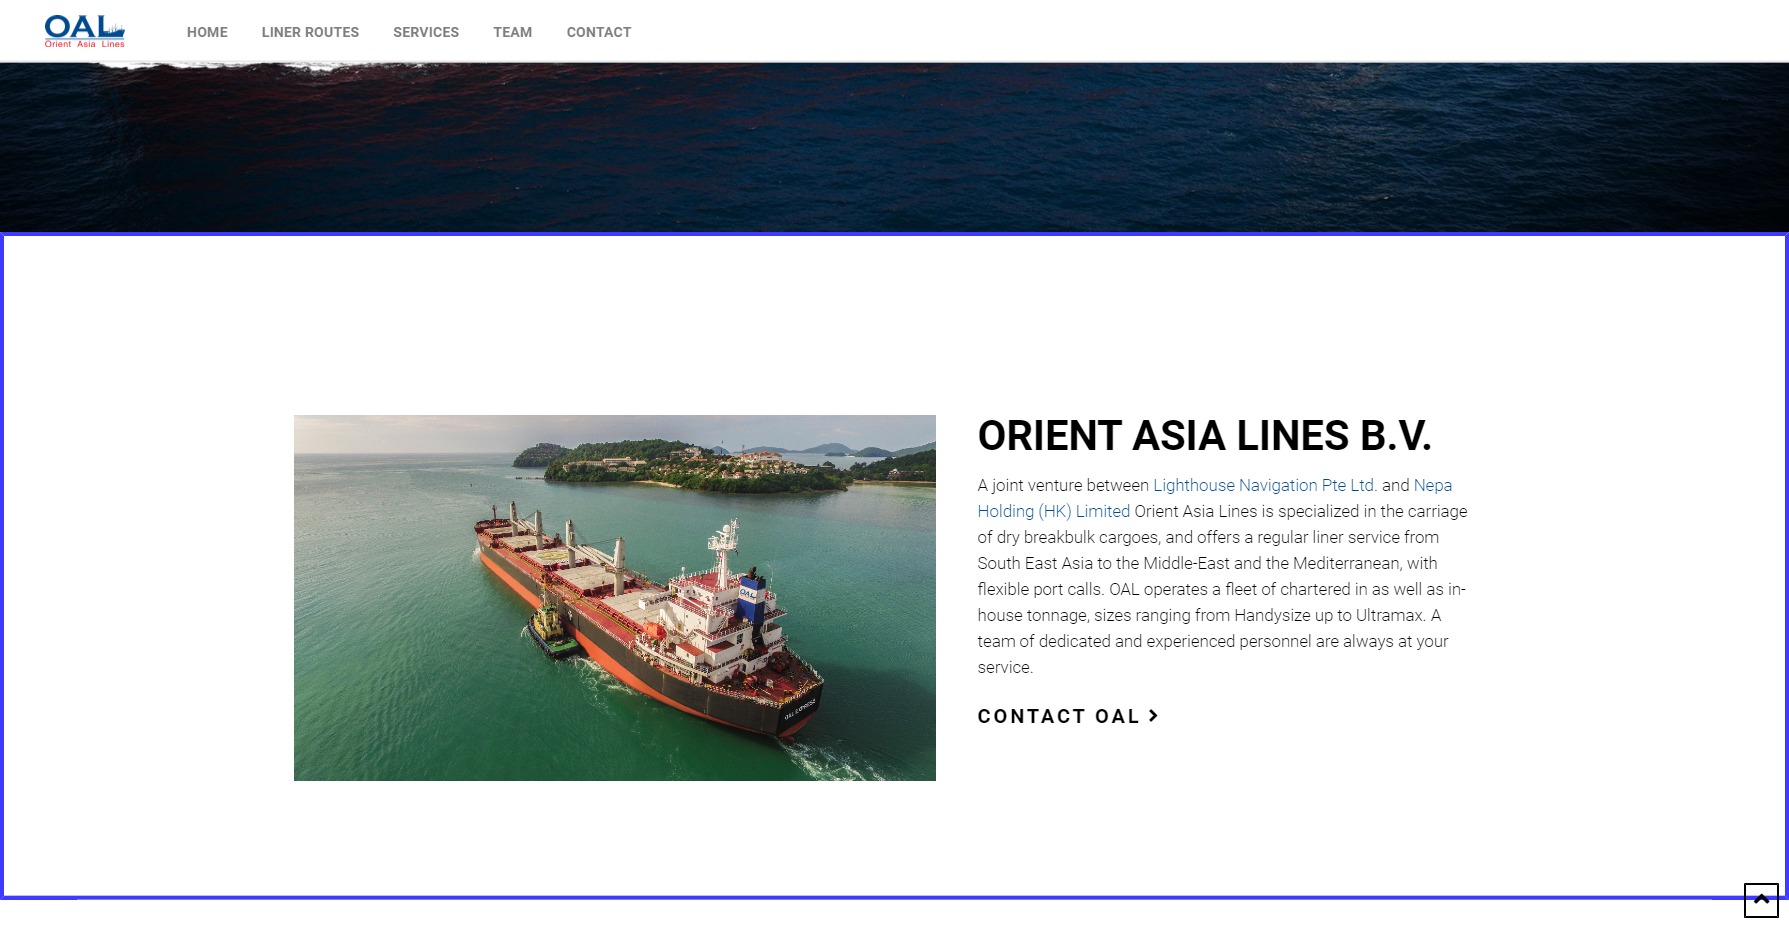 OAL
Orient Asia Lines
HOME
LINER ROUTES
SERVICES
TEAM
CONTACT
ORIENT ASIA LINES B.V.
A joint venture between Lighthouse Navigation Pte Ltd. and Nepa
Holding (HK) Limited Orient Asia Lines is specialized in the carriage
of dry breakbulk cargoes, and offers a regular liner service from
South East Asia to the Middle-East and the Mediterranean, with
flexible port calls. OAL operates a fleet of chartered in as well as in-
house tonnage, sizes ranging from Handysize up to Ultramax. A
team of dedicated and experienced personnel are always at your
service.
CONTACT OAL
OAL
OAL EXPRESS